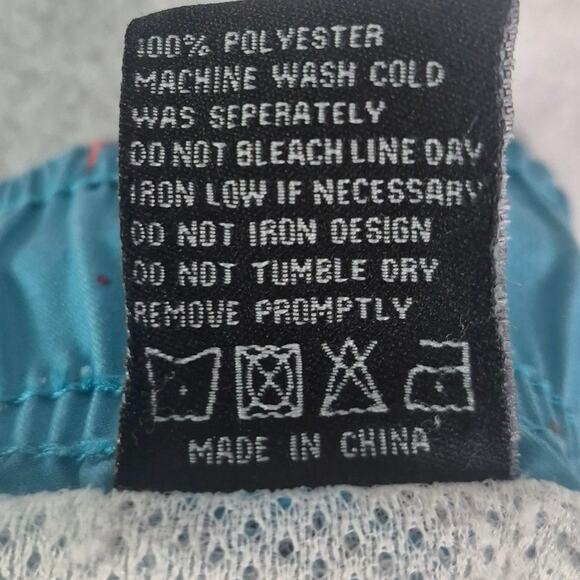 100% POLYESTER
MACHINE WASH COLD
WAS SEPERATELY
DO NOT BLEACH LINE DAY
IRON LOW IF NECESSARY
DO NOT IRON DESIGN
DO NOT TUMBLE DRY
REMOVE PROMPTLY
MADE IN CHINA